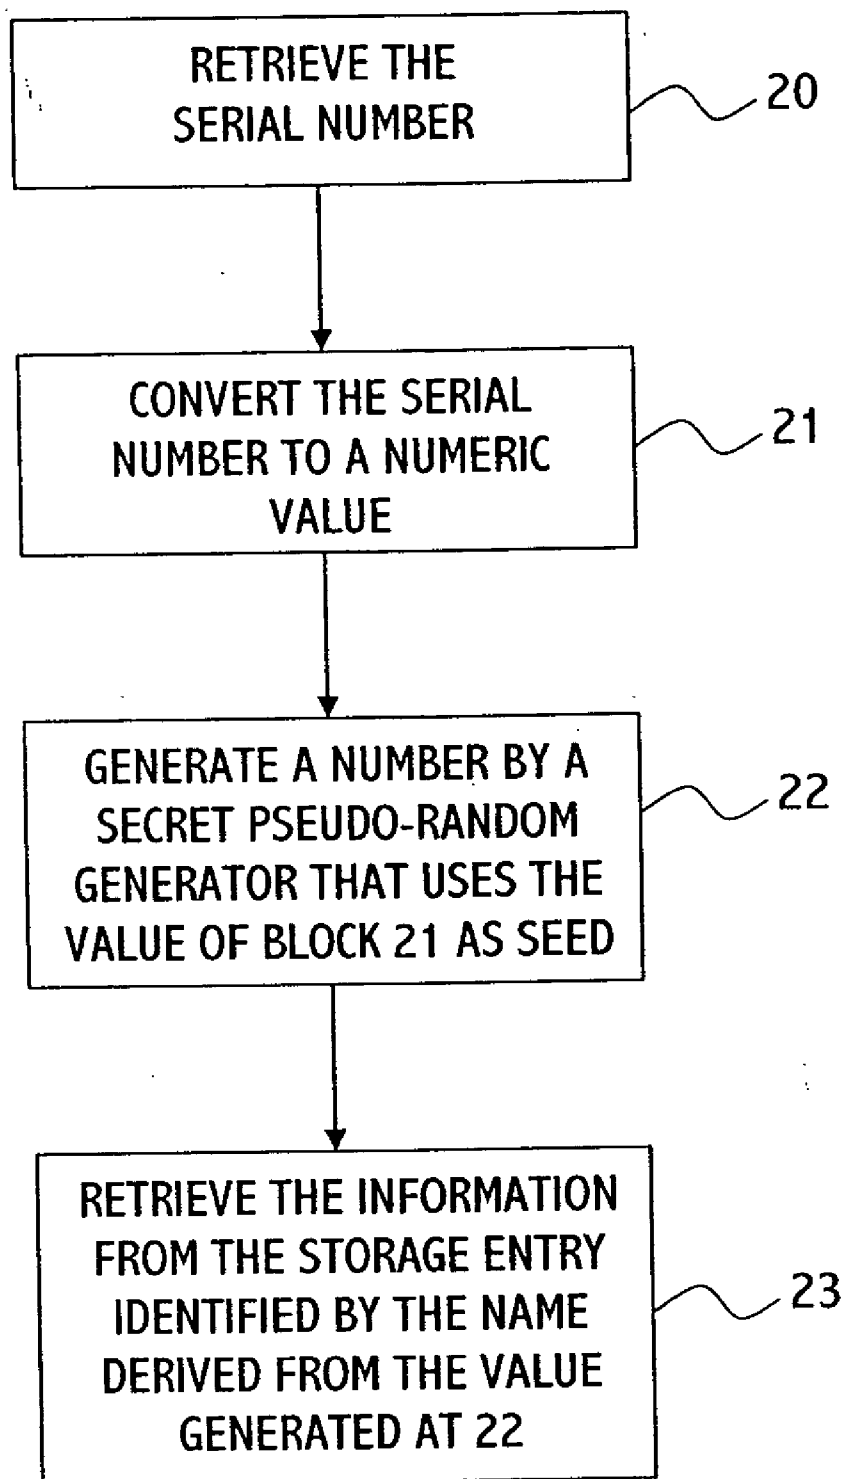 RETRIEVE THE
SERIAL NUMBER
20
CONVERT THE SERIAL
NUMBER TO A NUMERIC
VALUE
21
GENERATE A NUMBER BY A
SECRET PSEUDO-RANDOM
GENERATOR THAT USES THE
VALUE OF BLOCK 21 AS SEED
22
RETRIEVE THE INFORMATION
FROM THE STORAGE ENTRY
IDENTIFIED BY THE NAME
DERIVED FROM THE VALUE
GENERATED AT 22
23